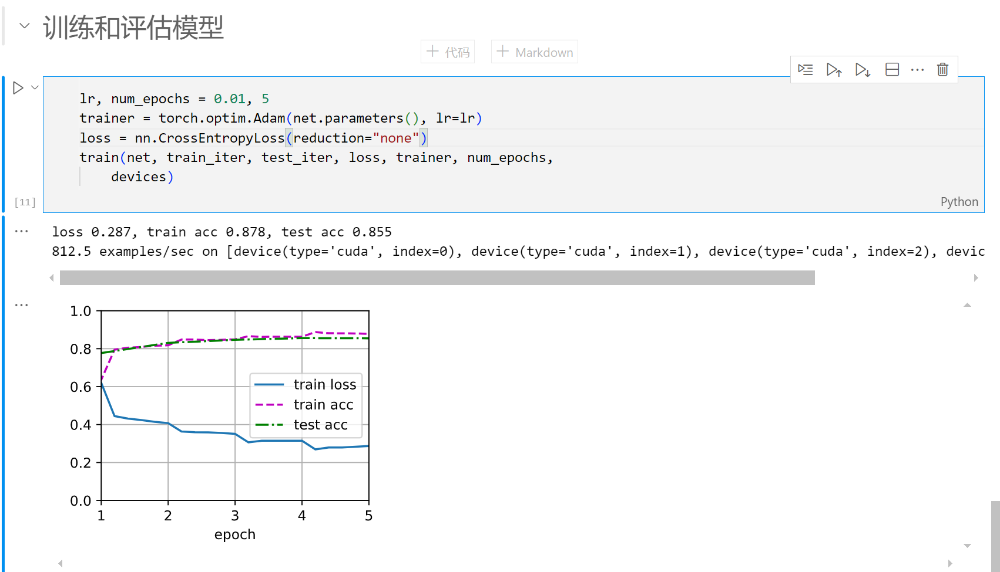 训练和评估模型
代码
Markdown
lr, num_epochs = 0.01, 5
trainer = torch.optim.Adam(net.parameters(), lr=lr)
loss = nn.CrossEntropyLoss(reduction="none")
train(net, train_iter, test_iter, loss, trainer, num_epochs,
devices)
[11]
Python
loss 0.287, train acc 0.878, test acc 0.855
812.5 examples/sec on [device(type='cuda', index=0), device(type='cuda', index=1), device(type='cuda', index=2), devic
1.0
0.8
0.6
0.4
0.2
0.0
train loss
train acc
test acc
1 2 3 4 5
epoch